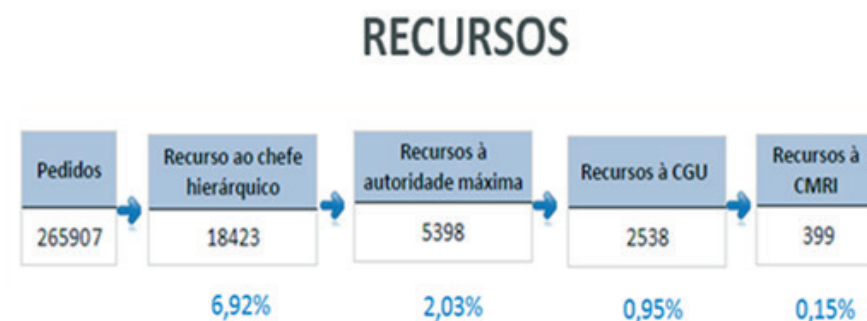 RECURSOS
Pedidos
265907
Recurso ao chefe
hierárquico
18423
6,92%
Recursos à
autoridade máxima
5398
2,03%
Recursos à CGU
2538
0,95%
Recursos à
CMRI
399
0,15%